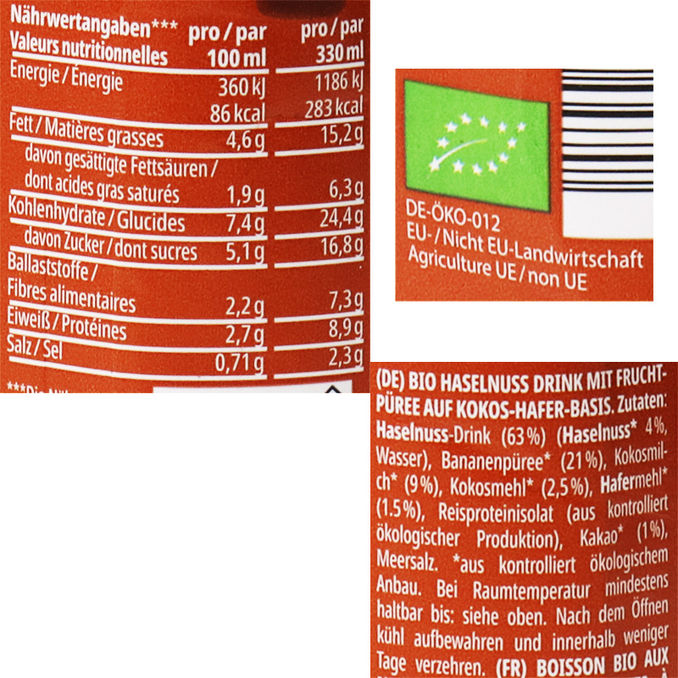 Nährwertangaben*** pro/par pro/par
Valeurs nutritionnelles 100 ml 330 ml
Energie/Énergie 360 kJ 1186 kJ
86 kcal 283 kcal
Fett/Matières grasses 4,6 g 15,2 g
davon gesättigte Fettsäuren/
dont acides gras saturés 1,9 g 6,3 g
Kohlenhydrate/Glucides 7,4 g 24,4 g
davon Zucker/dont sucres 5,1 g 16,8 g
Ballaststoffe/
Fibres alimentaires 2,2 g 7,3 g
Eiweiß/Protéines 2,7 g 8,9 g
Salz/Sel 0,71 g 2,3 g
DE-ÖKO-012
EU-/Nicht EU-Landwirtschaft
Agriculture UE/non UE
(DE) BIO HASELNUSS DRINK MIT FRUCHT-
PÜREE AUF KOKOS-HAFER-BASIS. Zutaten:
Haselnuss-Drink (63%) (Haselnuss* 4%,
Wasser), Bananenpüree* (21%), Kokosmil-
ch* (9%), Kokosmehl* (2,5%), Hafermehl*
(1.5%), Reisproteinisolat (aus kontrolliert
ökologischer Produktion), Kakao* (1%),
Meersalz. *aus kontrolliert ökologischem
Anbau. Bei Raumtemperatur mindestens
haltbar bis: siehe oben. Nach dem Öffnen
kühl aufbewahren und innerhalb weniger
Tage verzehren. (FR) BOISSON BIO AUX